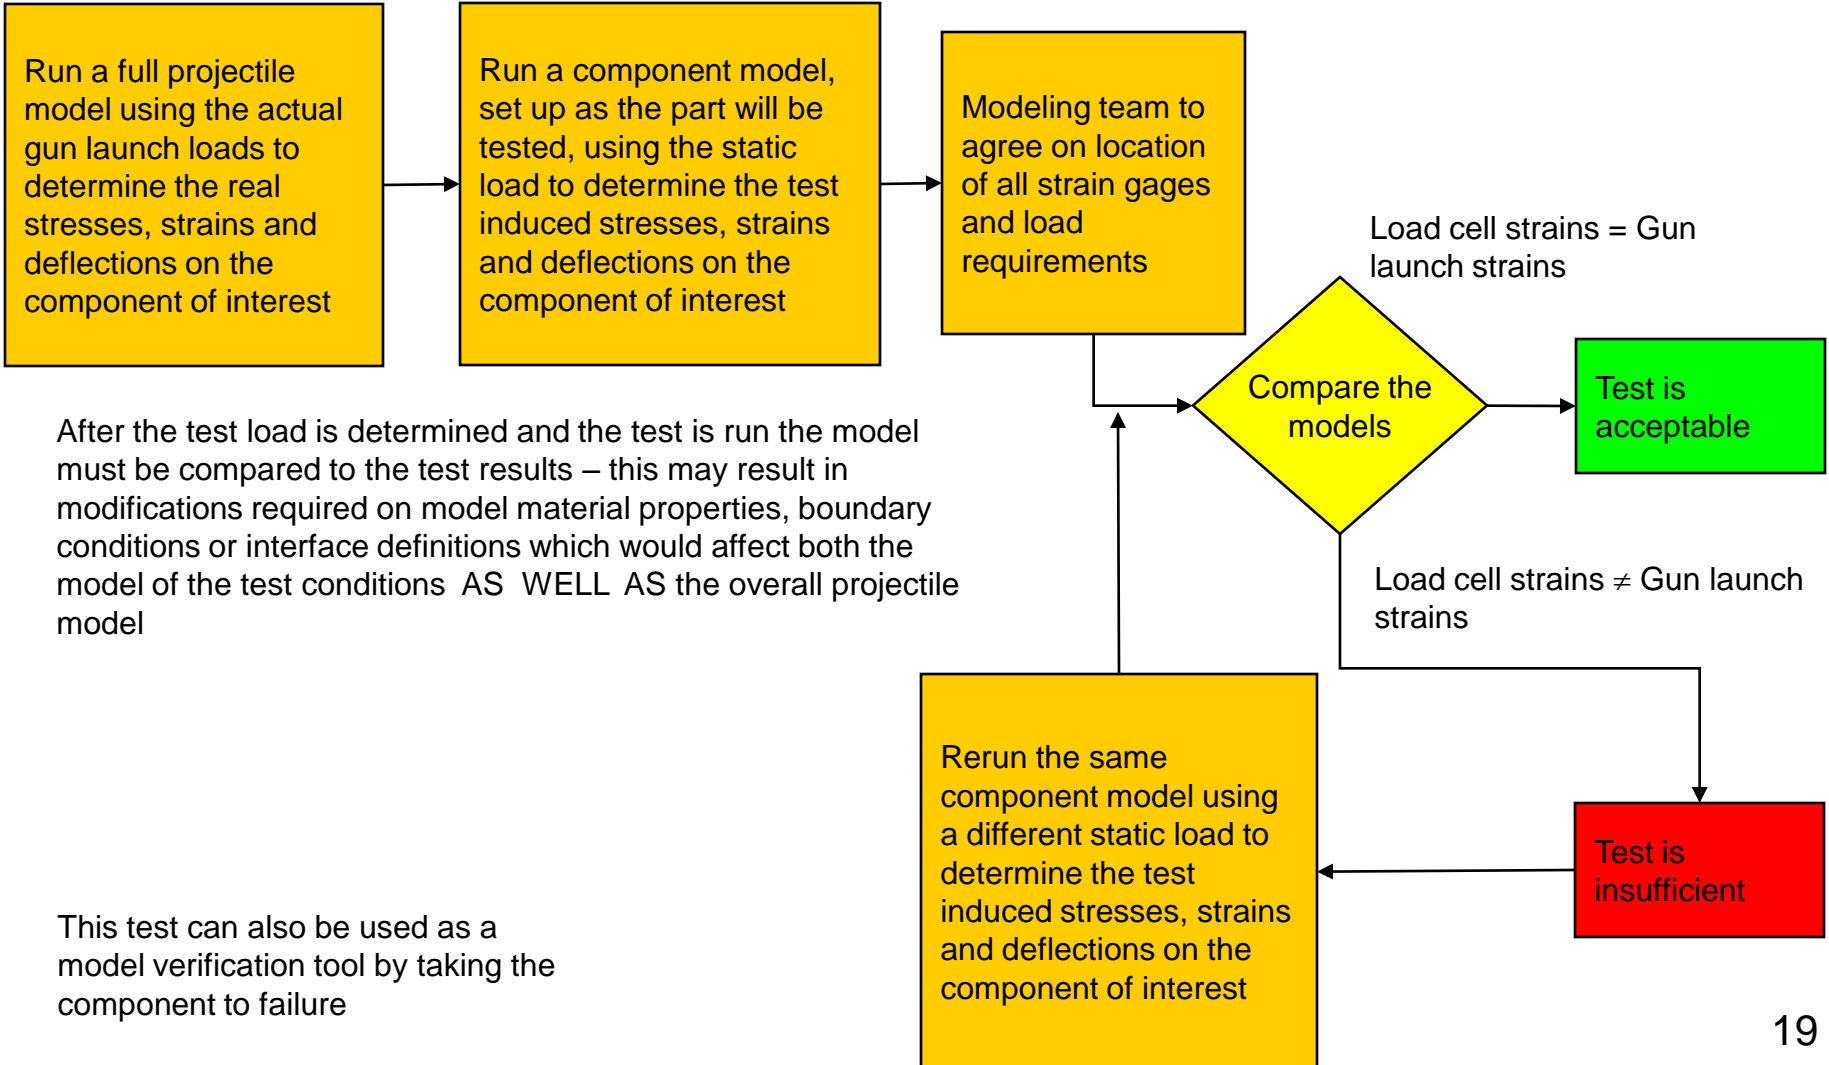 Run a full projectile
model using the actual
gun launch loads to
determine the real
stresses, strains and
deflections on the
component of interest
Run a component model,
set up as the part will be
tested, using the static
load to determine the test
induced stresses, strains
and deflections on the
component of interest
Modeling team to
agree on location
of all strain gages
and load
requirements
Load cell strains = Gun
launch strains
Compare the
models
Test is
acceptable
After the test load is determined and the test is run the model
must be compared to the test results – this may result in
modifications required on model material properties, boundary
conditions or interface definitions which would affect both the
model of the test conditions AS WELL AS the overall projectile
model
Load cell strains ≠ Gun launch
strains
Rerun the same
component model using
a different static load to
determine the test
induced stresses, strains
and deflections on the
component of interest
Test is
insufficient
This test can also be used as a
model verification tool by taking the
component to failure
19